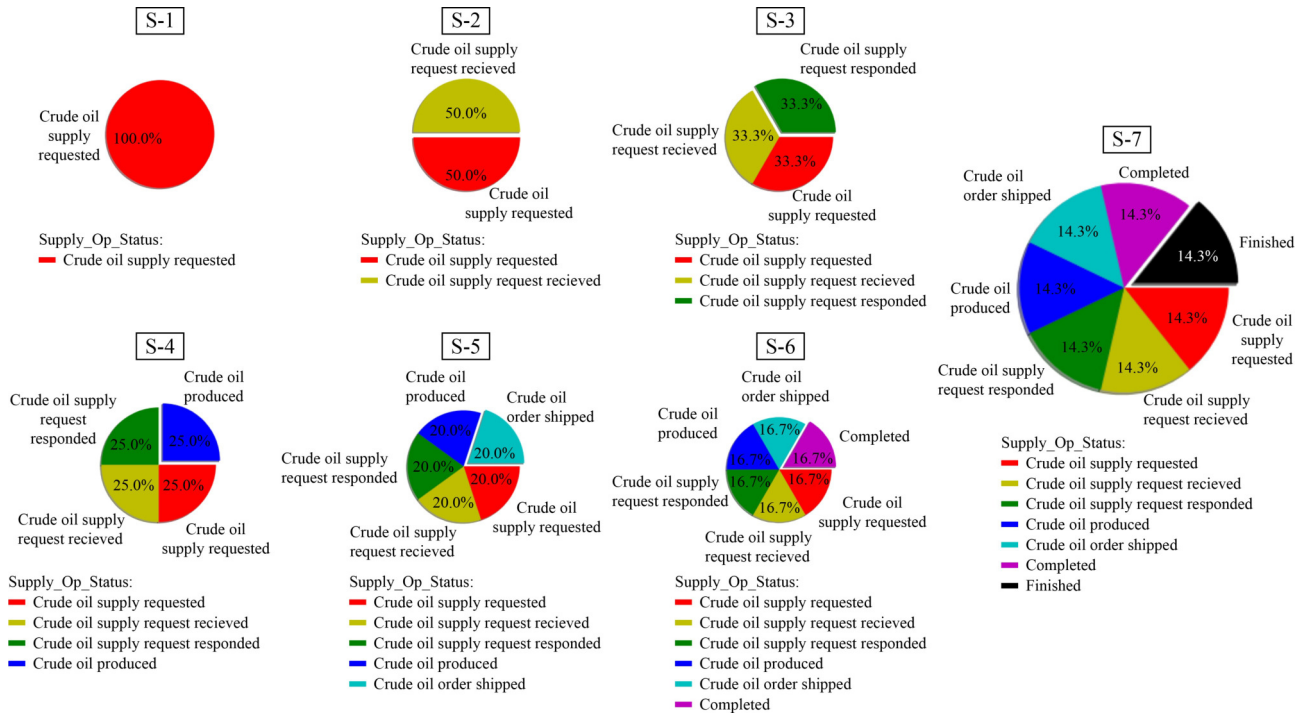 S-1
Crude oil
supply
requested
100.0%
Supply_Op_Status:
Crude oil supply requested
S-2
Crude oil supply
request recieved
50.0%
50.0%
Crude oil
supply requested
Supply_Op_Status:
Crude oil supply requested
Crude oil supply request recieved
S-3
Crude oil supply
request responded
33.3%
Crude oil supply
request recieved
33.3%
33.3%
Crude oil
supply requested
Supply_Op_Status:
Crude oil supply requested
Crude oil supply request recieved
Crude oil supply request responded
S-4
Crude oil
produced
Crude oil supply
request
responded
25.0%
25.0%
25.0%
25.0%
Crude oil supply
request recieved
Crude oil
supply requested
Supply_Op_Status:
Crude oil supply requested
Crude oil supply request recieved
Crude oil supply request responded
Crude oil produced
S-5
Crude oil
produced
Crude oil
order shipped
20.0%
20.0%
Crude oil supply
request responded
20.0%
20.0%
20.0%
Crude oil
supply requested
Crude oil supply
request recieved
Supply_Op_Status:
Crude oil supply requested
Crude oil supply request recieved
Crude oil supply request responded
Crude oil produced
Crude oil order shipped
S-6
Crude oil
order shipped
Crude oil
produced
Completed
16.7%
16.7%
16.7%
Crude oil supply
request responded
16.7%
16.7%
16.7%
Crude oil
supply requested
Crude oil supply
request recieved
Supply_Op_Status:
Crude oil supply requested
Crude oil supply request recieved
Crude oil supply request responded
Crude oil produced
Crude oil order shipped
Completed
S-7
Crude oil
order shipped
Completed
14.3%
14.3%
Finished
14.3%
Crude oil
produced
14.3%
14.3%
Crude oil
supply
requested
14.3%
14.3%
Crude oil supply
request responded
Crude oil supply
request recieved
Supply_Op_Status:
Crude oil supply requested
Crude oil supply request recieved
Crude oil supply request responded
Crude oil produced
Crude oil order shipped
Completed
Finished